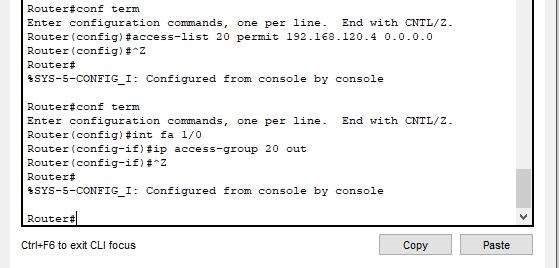 Router#conf term
Enter configuration commands, one per line.  End with CNTL/Z.
Router(config)#access-list 20 permit 192.168.120.4 0.0.0.0
Router(config)#^Z
Router#
%SYS-5-CONFIG_I: Configured from console by console
Router#conf term
Enter configuration commands, one per line.  End with CNTL/Z.
Router(config)#int fa 1/0
Router(config-if)#ip access-group 20 out
Router(config-if)#^Z
Router#
%SYS-5-CONFIG_I: Configured from console by console
Router#
Ctrl+F6 to exit CLI focus
Copy
Paste